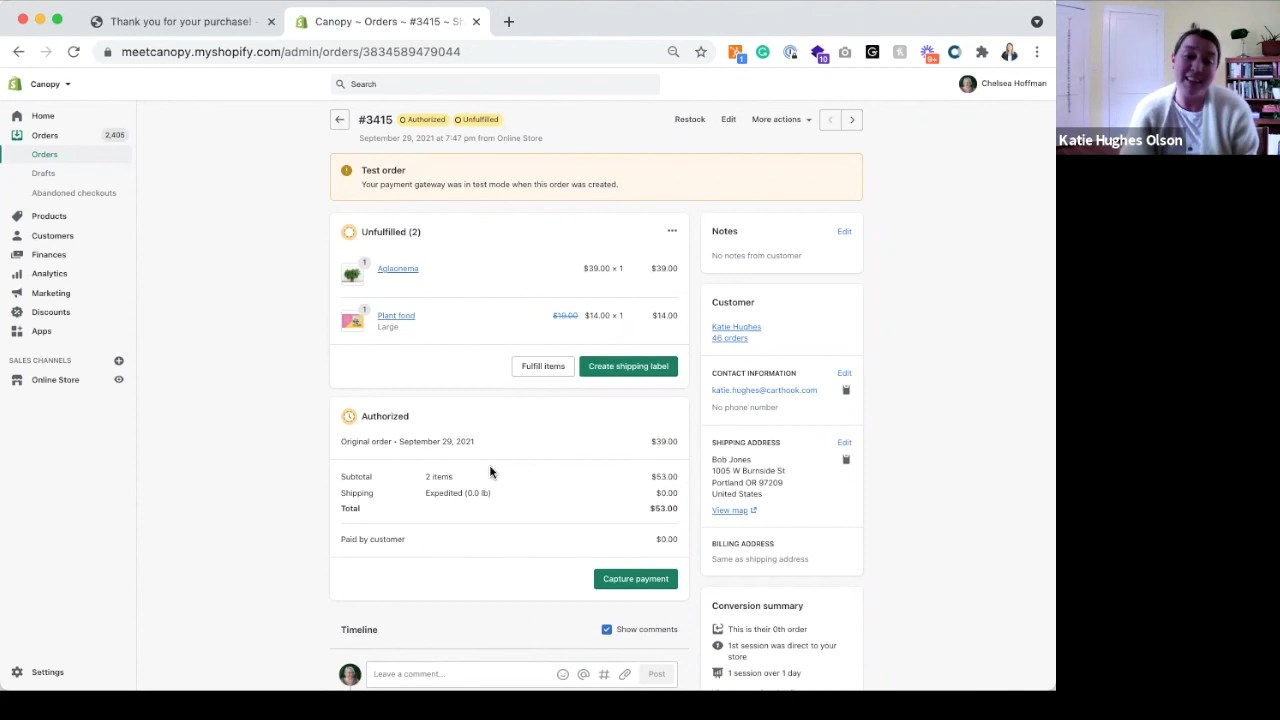 Thank you for your purchase! -
Canopy ~ Orders ~ #3415 ~ Sh
meetcanopy.myshopify.com/admin/orders/3834589479044
1
10
9+
Canopy
Search
Chelsea Hoffman
Home
Orders 2,405
Orders
Drafts
Abandoned checkouts
Products
Customers
Finances
Analytics
Marketing
Discounts
Apps
SALES CHANNELS
Online Store
Settings
#3415 Authorized Unfulfilled
Restock Edit More actions
September 29, 2021 at 7:47 pm from Online Store
Test order
Your payment gateway was in test mode when this order was created.
Unfulfilled (2)
1
Aglaonema $39.00 × 1 $39.00
1
Plant food $19.00 $14.00 × 1 $14.00
Large
Fulfill items Create shipping label
Authorized
Original order • September 29, 2021 $39.00
Subtotal 2 items $53.00
Shipping Expedited (0.0 lb) $0.00
Total $53.00
Paid by customer $0.00
Capture payment
Timeline Show comments
Leave a comment... Post
Notes Edit
No notes from customer
Customer
Katie Hughes
46 orders
CONTACT INFORMATION Edit
katie.hughes@carthook.com
No phone number
SHIPPING ADDRESS Edit
Bob Jones
1005 W Burnside St
Portland OR 97209
United States
View map
BILLING ADDRESS
Same as shipping address
Conversion summary
This is their 0th order
1st session was direct to your
store
1 session over 1 day
Katie Hughes Olson